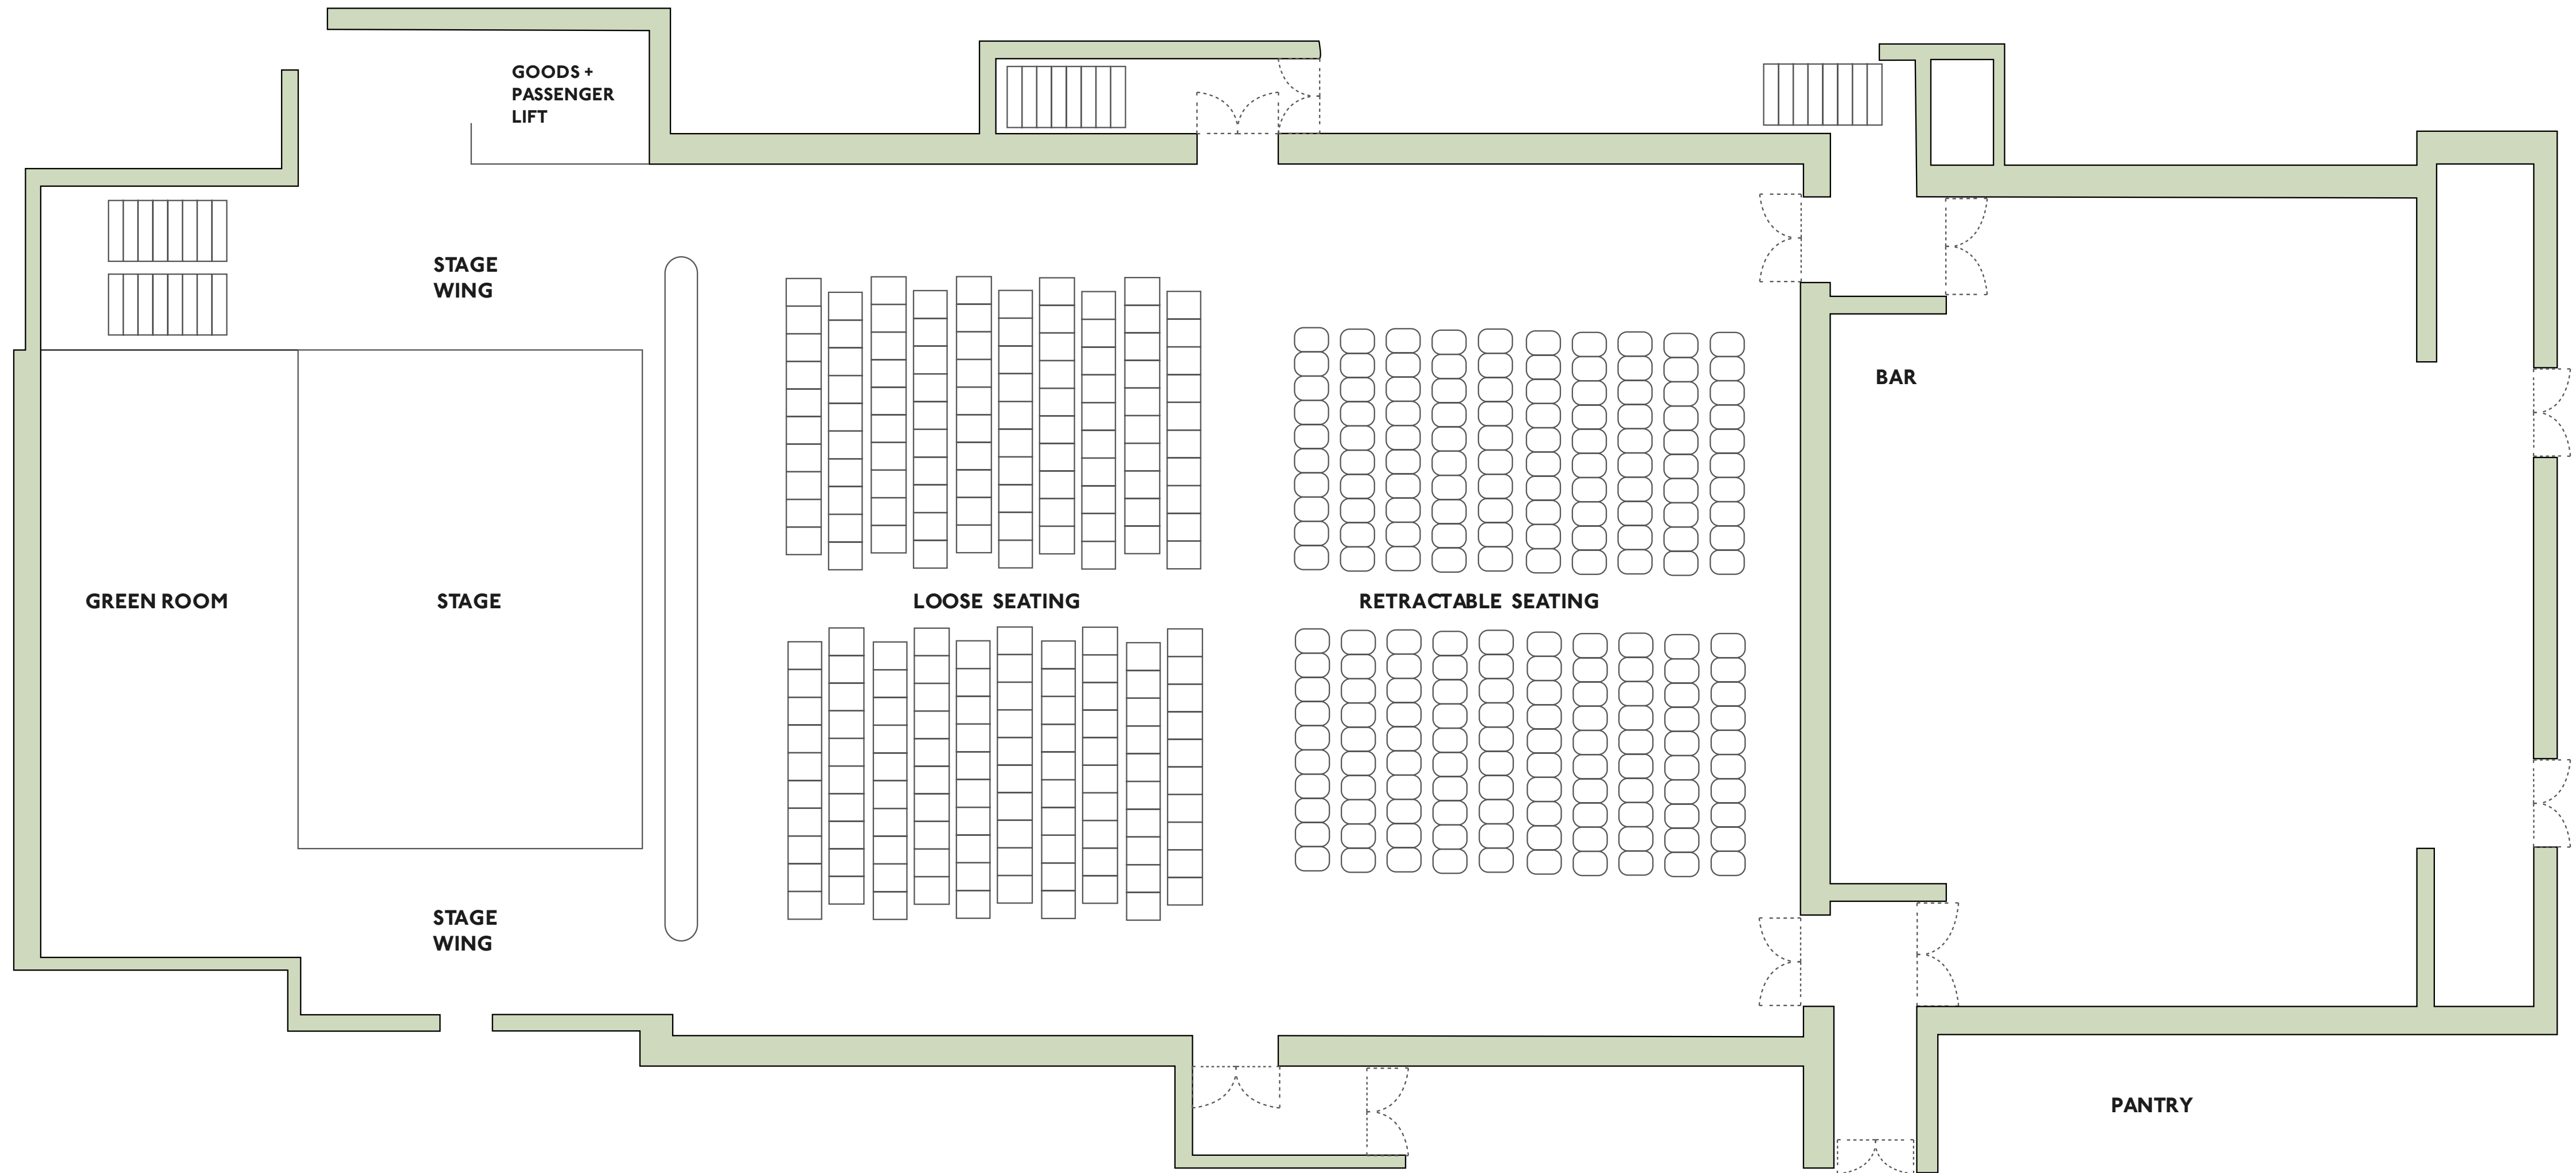 GOODS +
PASSENGER
LIFT
STAGE
WING
BAR
GREEN ROOM
STAGE
LOOSE SEATING
RETRACTABLE SEATING
STAGE
WING
PANTRY